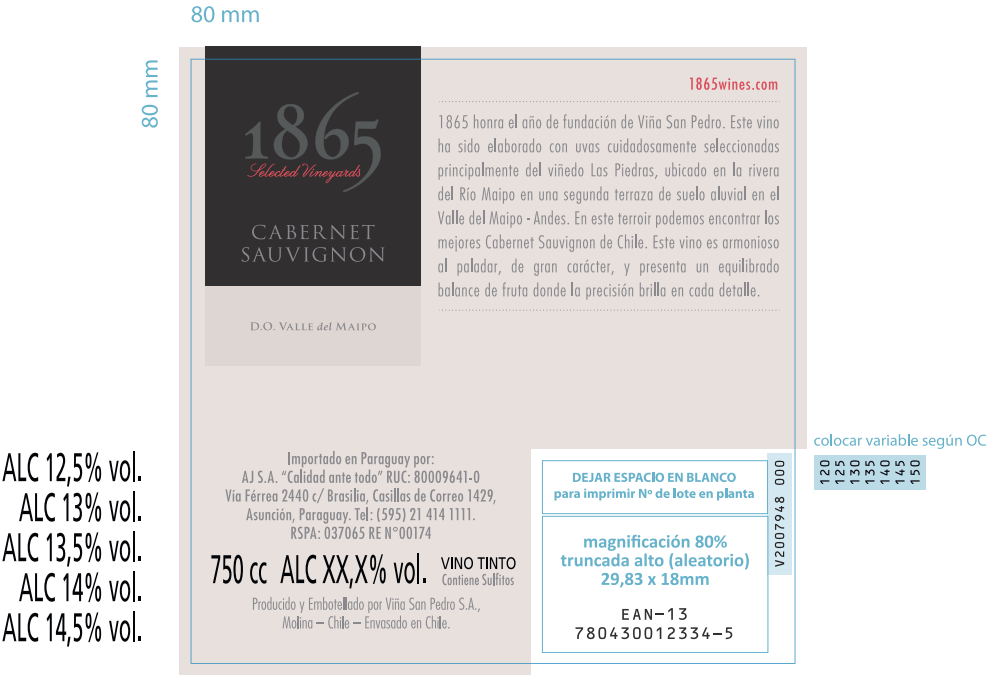 80 mm
80 mm
1865
Selected Vineyards
CABERNET
SAUVIGNON
D.O. VALLE del MAIPO
1865wines.com
1865 honra el año de fundación de Viña San Pedro. Este vino
ha sido elaborado con uvas cuidadosamente seleccionadas
principalmente del viñedo Las Piedras, ubicado en la rivera
del Río Maipo en una segunda terraza de suelo aluvial en el
Valle del Maipo - Andes. En este terroir podemos encontrar los
mejores Cabernet Sauvignon de Chile. Este vino es armonioso
al paladar, de gran carácter, y presenta un equilibrado
balance de fruta donde la precisión brilla en cada detalle.
ALC 12,5% vol.
ALC 13% vol.
ALC 13,5% vol.
ALC 14% vol.
ALC 14,5% vol.
Importado en Paraguay por:
AJ S.A. “Calidad ante todo” RUC: 80009641-0
Vía Férrea 2440 c/ Brasilia, Casillas de Correo 1429,
Asunción, Paraguay. Tel: (595) 21 414 1111.
RSPA: 037065 RE N°00174
750 cc ALC XX,X% vol.
VINO TINTO
Contiene Sulfitos
Producido y Embotellado por Viña San Pedro S.A.,
Molina – Chile – Envasado en Chile.
DEJAR ESPACIO EN BLANCO
para imprimir Nº de lote en planta
magnificación 80%
truncada alto (aleatorio)
29,83 x 18mm
EAN-13
780430012334-5
V2007948 000
colocar variable según OC
120
125
130
135
140
145
150